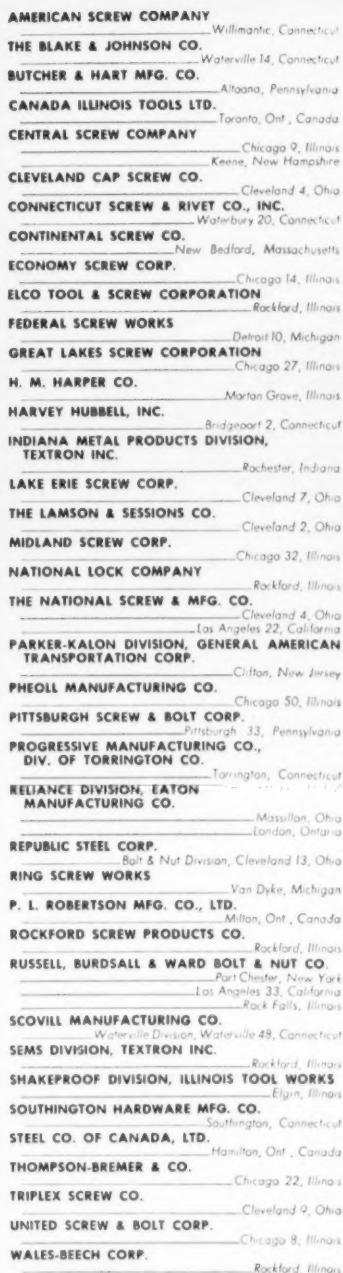 AMERICAN SCREW COMPANY
Willimantic, Connecticut
THE BLAKE & JOHNSON CO.
Waterville 14, Connecticut
BUTCHER & HART MFG. CO.
Altoona, Pennsylvania
CANADA ILLINOIS TOOLS LTD.
Toronto, Ont., Canada
CENTRAL SCREW COMPANY
Chicago 9, Illinois
Keene, New Hampshire
CLEVELAND CAP SCREW CO.
Cleveland 4, Ohio
CONNECTICUT SCREW & RIVET CO., INC.
Waterbury 20, Connecticut
CONTINENTAL SCREW CO.
New Bedford, Massachusetts
ECONOMY SCREW CORP.
Chicago 14, Illinois
ELCO TOOL & SCREW CORPORATION
Rockford, Illinois
FEDERAL SCREW WORKS
Detroit 10, Michigan
GREAT LAKES SCREW CORPORATION
Chicago 27, Illinois
H. M. HARPER CO.
Morton Grove, Illinois
HARVEY HUBBELL, INC.
Bridgeport 2, Connecticut
INDIANA METAL PRODUCTS DIVISION,
TEXTRON INC.
Rochester, Indiana
LAKE ERIE SCREW CORP.
Cleveland 7, Ohio
THE LAMSON & SESSIONS CO.
Cleveland 2, Ohio
MIDLAND SCREW CORP.
Chicago 32, Illinois
NATIONAL LOCK COMPANY
Rockford, Illinois
THE NATIONAL SCREW & MFG. CO.
Cleveland 4, Ohio
Los Angeles 22, California
PARKER-KALON DIVISION, GENERAL AMERICAN
TRANSPORTATION CORP.
Clifton, New Jersey
PHEOLL MANUFACTURING CO.
Chicago 50, Illinois
PITTSBURGH SCREW & BOLT CORP.
Pittsburgh 33, Pennsylvania
PROGRESSIVE MANUFACTURING CO.,
DIV. OF TORRINGTON CO.
Torrington, Connecticut
RELIANCE DIVISION, EATON
MANUFACTURING CO.
Massillon, Ohio
London, Ontario
REPUBLIC STEEL CORP.
Bolt & Nut Division, Cleveland 13, Ohio
RING SCREW WORKS
Van Dyke, Michigan
P. L. ROBERTSON MFG. CO., LTD.
Milton, Ont., Canada
ROCKFORD SCREW PRODUCTS CO.
Rockford, Illinois
RUSSELL, BURDSALL & WARD BOLT & NUT CO.
Port Chester, New York
Los Angeles 33, California
Rock Falls, Illinois
SCOVILL MANUFACTURING CO.
Waterville Division, Waterville 48, Connecticut
SEMS DIVISION, TEXTRON INC.
Rockford, Illinois
SHAKEPROOF DIVISION, ILLINOIS TOOL WORKS
Elgin, Illinois
SOUTHINGTON HARDWARE MFG. CO.
Southington, Connecticut
STEEL CO. OF CANADA, LTD.
Hamilton, Ont., Canada
THOMPSON-BREMER & CO.
Chicago 22, Illinois
TRIPLEX SCREW CO.
Cleveland 9, Ohio
UNITED SCREW & BOLT CORP.
Chicago 8, Illinois
WALES-BEECH CORP.
Rockford, Illinois